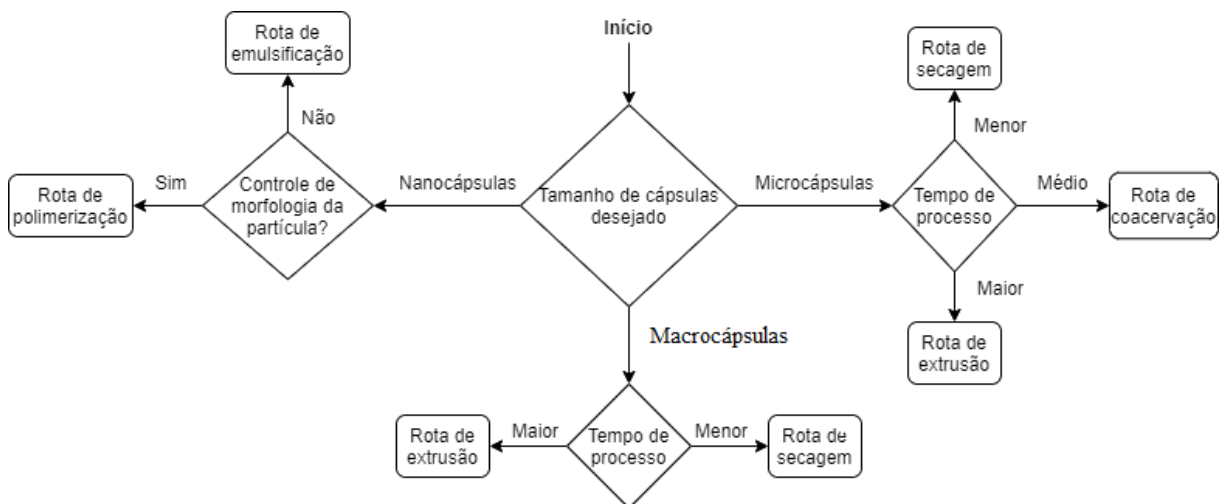 Início
Rota de
emulsificação
Não
Controle de
morfologia da
partícula?
Sim
Rota de
polimerização
Nanocápsulas
Tamanho de cápsulas
desejado
Microcápsulas
Tempo de
processo
Menor
Rota de
secagem
Médio
Rota de
coacervação
Maior
Rota de
extrusão
Macrocápsulas
Tempo de
processo
Maior
Rota de
extrusão
Menor
Rota de
secagem